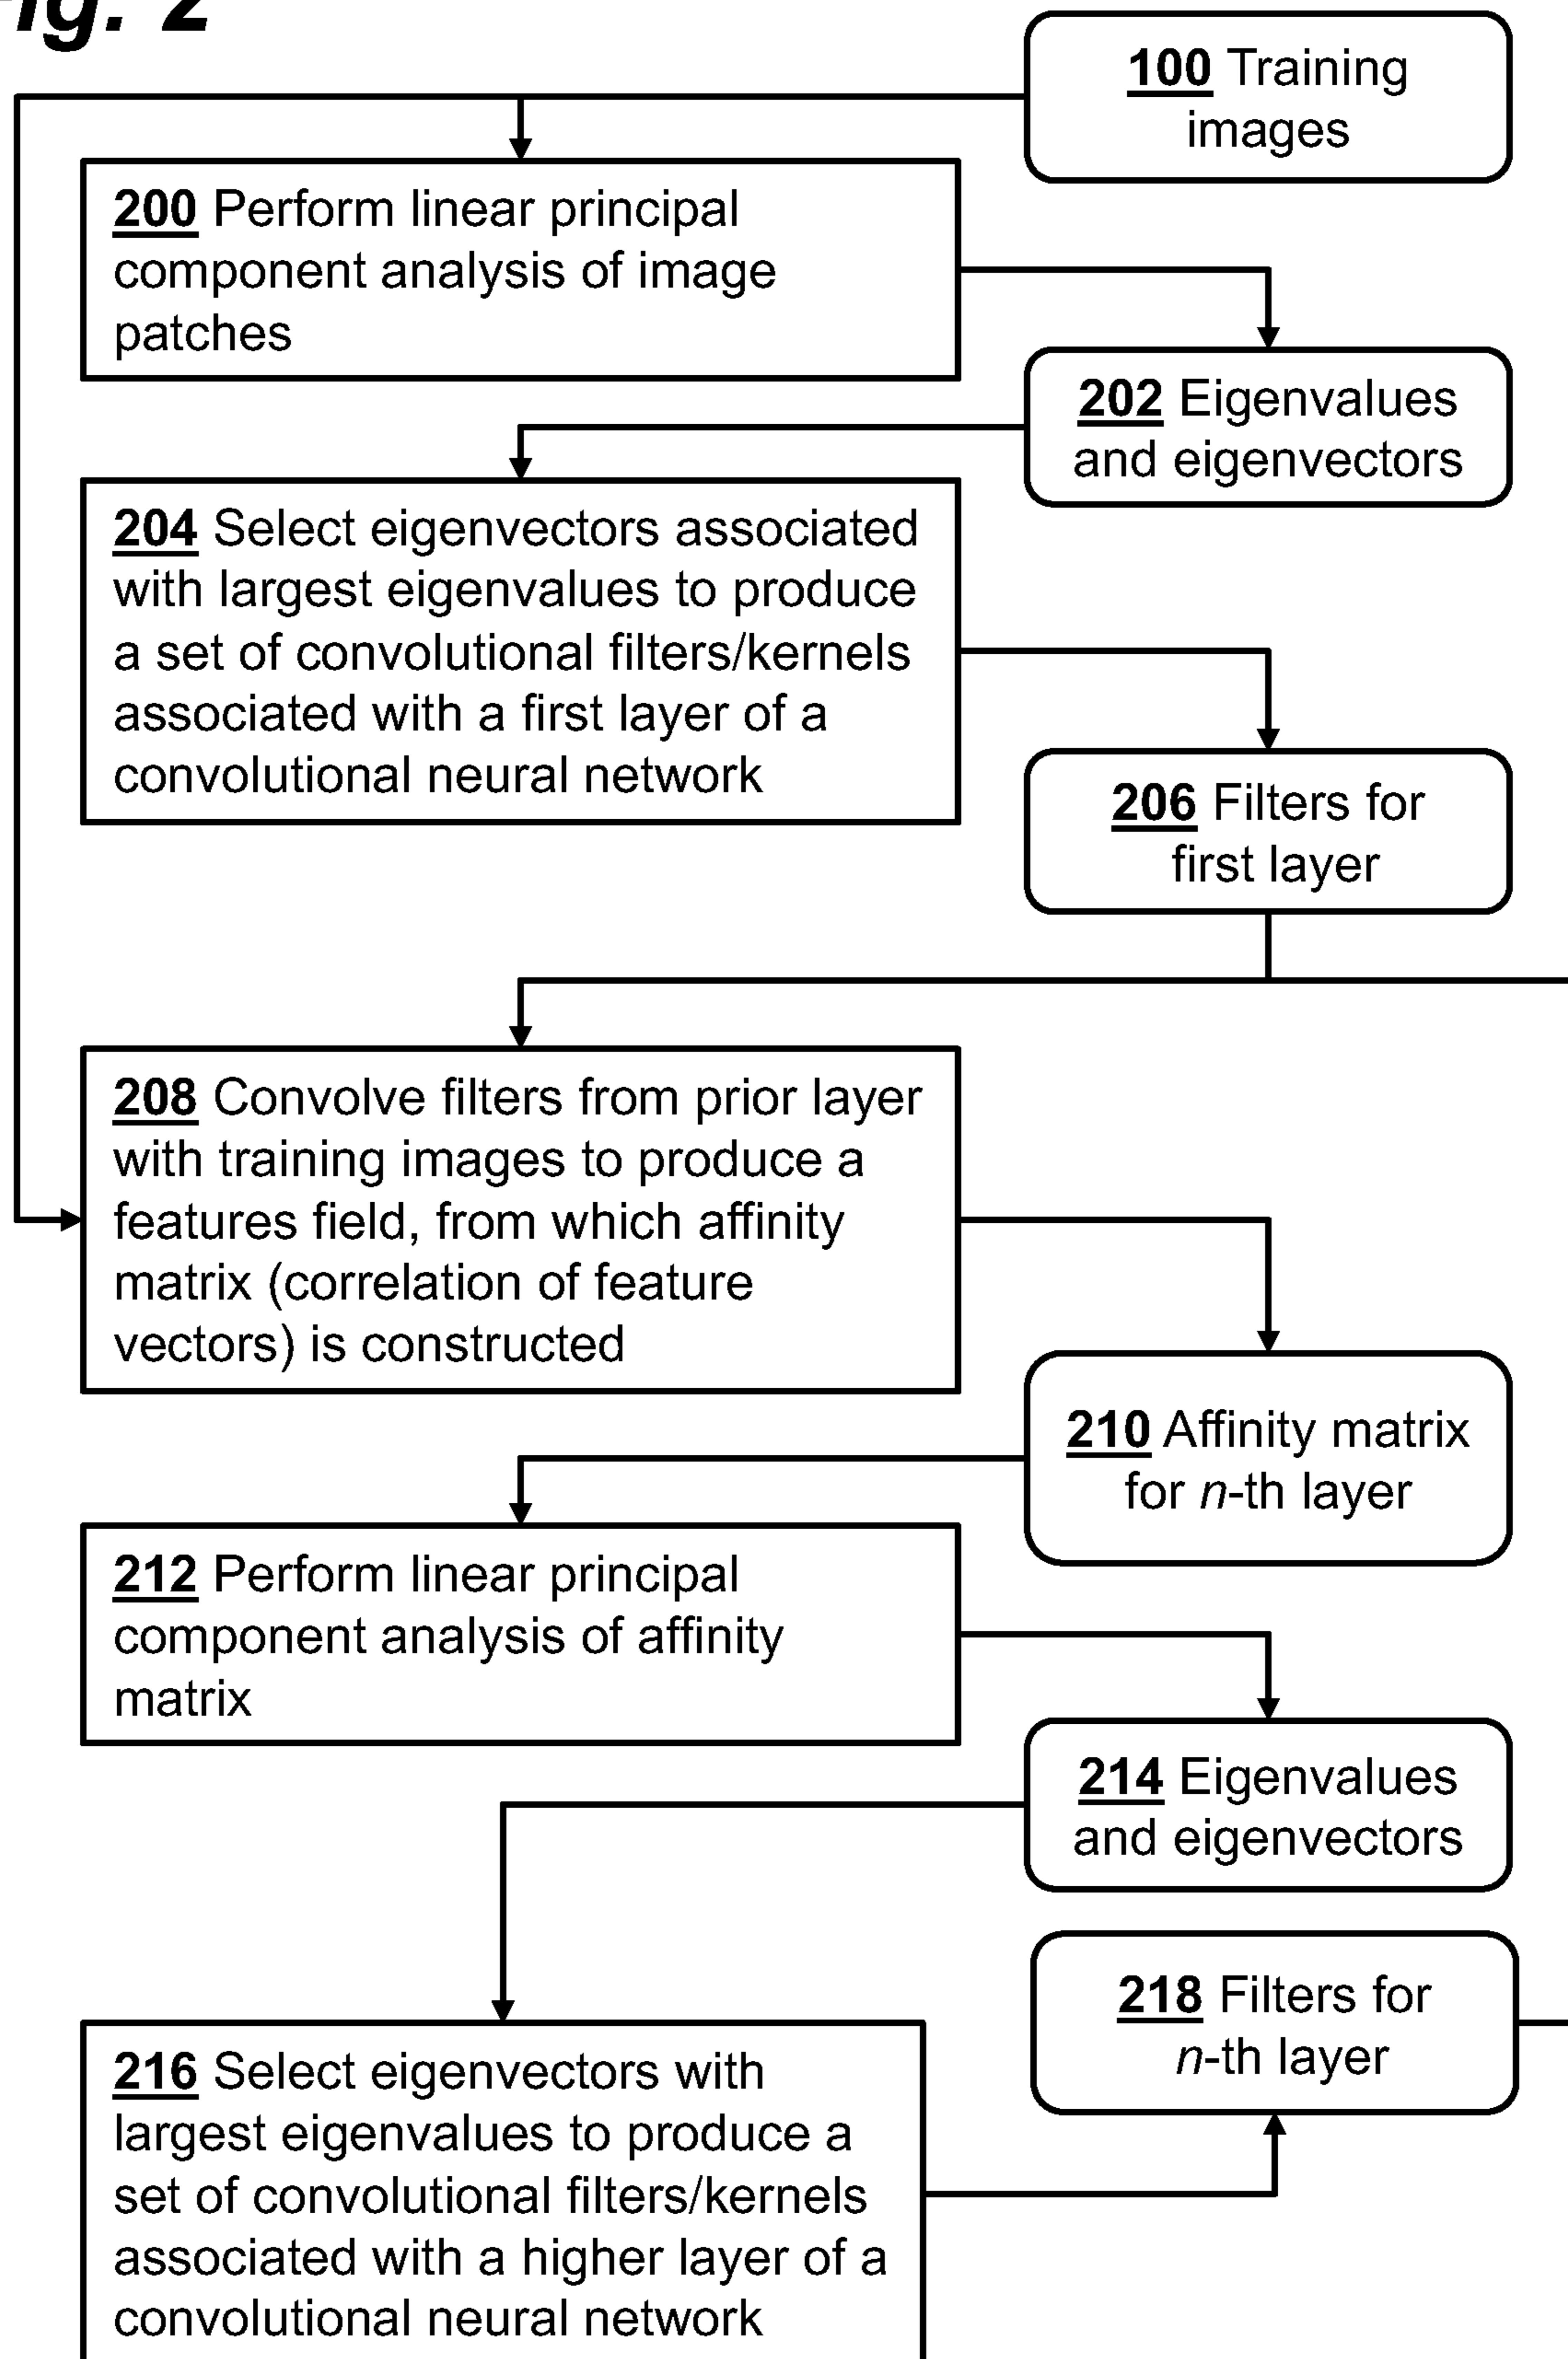 Fig. 2
100 Training
images
200 Perform linear principal
component analysis of image
patches
202 Eigenvalues
and eigenvectors
204 Select eigenvectors associated
with largest eigenvalues to produce
a set of convolutional filters/kernels
associated with a first layer of a
convolutional neural network
206 Filters for
first layer
208 Convolve filters from prior layer
with training images to produce a
features field, from which affinity
matrix (correlation of feature
vectors) is constructed
210 Affinity matrix
for n-th layer
212 Perform linear principal
component analysis of affinity
matrix
214 Eigenvalues
and eigenvectors
218 Filters for
n-th layer
216 Select eigenvectors with
largest eigenvalues to produce a
set of convolutional filters/kernels
associated with a higher layer of a
convolutional neural network